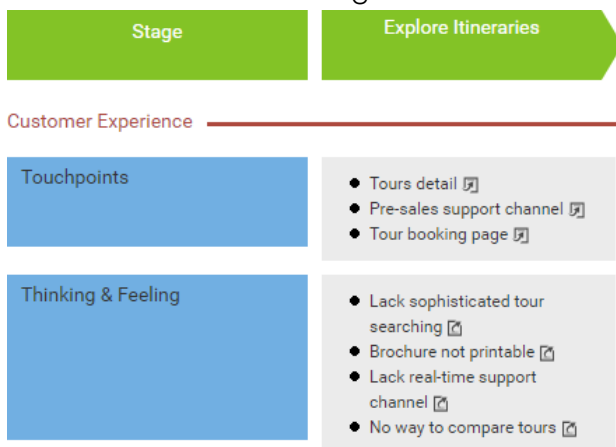 Stage
Explore Itineraries
Customer Experience
Touchpoints
Tours detail
Pre-sales support channel
Tour booking page
Thinking & Feeling
Lack sophisticated tour
searching
Brochure not printable
Lack real-time support
channel
No way to compare tours